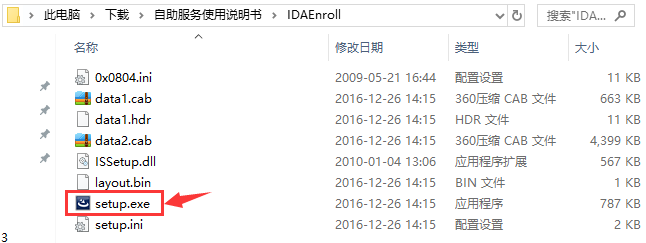 此电脑 > 下载 > 自助服务使用说明书 > IDAEnroll
搜索"IDA...
名称 修改日期 类型 大小
0x0804.ini 2009-05-21 16:44 配置设置 11 KB
data1.cab 2016-12-26 14:15 360压缩 CAB 文件 663 KB
data1.hdr 2016-12-26 14:15 HDR 文件 11 KB
data2.cab 2016-12-26 14:15 360压缩 CAB 文件 4,399 KB
ISSetup.dll 2010-01-04 13:06 应用程序扩展 567 KB
layout.bin 2016-12-26 14:15 BIN 文件 1 KB
setup.exe 2016-12-26 14:15 应用程序 787 KB
setup.ini 2016-12-26 14:15 配置设置 2 KB
3